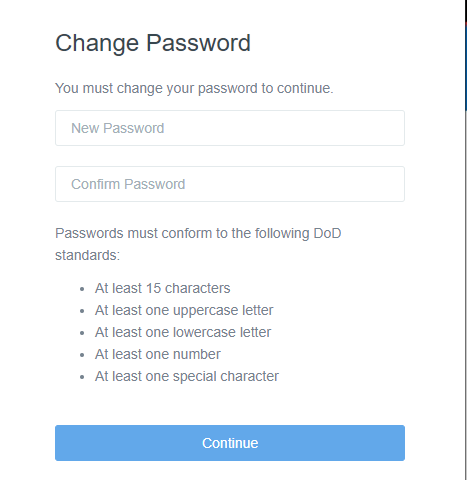 Change Password
You must change your password to continue.
New Password
Confirm Password
Passwords must conform to the following DoD
standards:
• At least 15 characters
• At least one uppercase letter
• At least one lowercase letter
• At least one number
• At least one special character
Continue